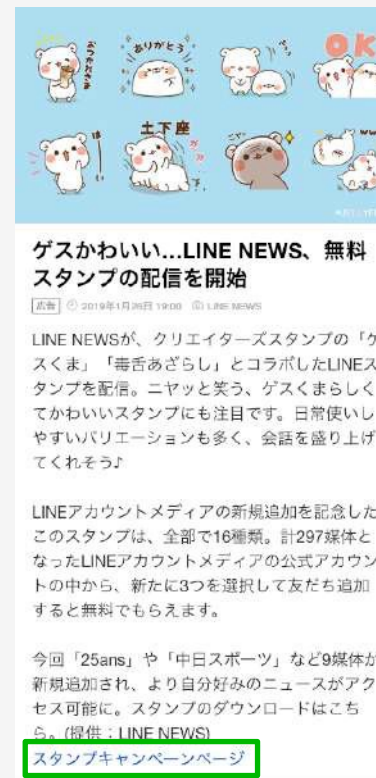 おつかれさま
ありがとう
OK
は
土下座
ゲスかわいい…LINE NEWS、無料
スタンプの配信を開始
広告 2019年1月26日 19:00 LINE NEWS
LINE NEWSが、クリエイターズスタンプの「ゲ
スくま」「毒舌あざらし」とコラボしたLINEス
タンプを配信。ニヤッと笑う、ゲスくまらしく
てかわいいスタンプにも注目です。日常使いし
やすいバリエーションも多く、会話を盛り上げ
てくれそう♪
LINEアカウントメディアの新規追加を記念した
このスタンプは、全部で16種類。計297媒体と
なったLINEアカウントメディアの公式アカウン
トの中から、新たに3つを選択して友だち追加
すると無料でもらえます。
今回「25ans」や「中日スポーツ」など9媒体が
新規追加され、より自分好みのニュースがアク
セス可能に。スタンプのダウンロードはこち
ら。(提供：LINE NEWS)
スタンプキャンペーンページ